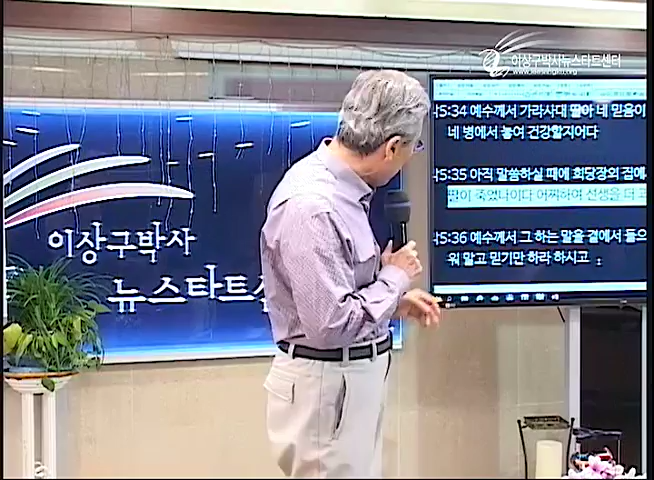 이상구박사뉴스타트센터
5:34 예수께서 가라사대 딸아 네 믿음이
네 병에서 놓여 건강할지어다
5:35 아직 말씀하실 때에 회당장의 집에
딸이 죽었나이다 어찌하여 선생을 더
5:36 예수께서 그 하는 말을 곁에서
워 말고 믿기만 하라 하시고
이상구박사
뉴스타트